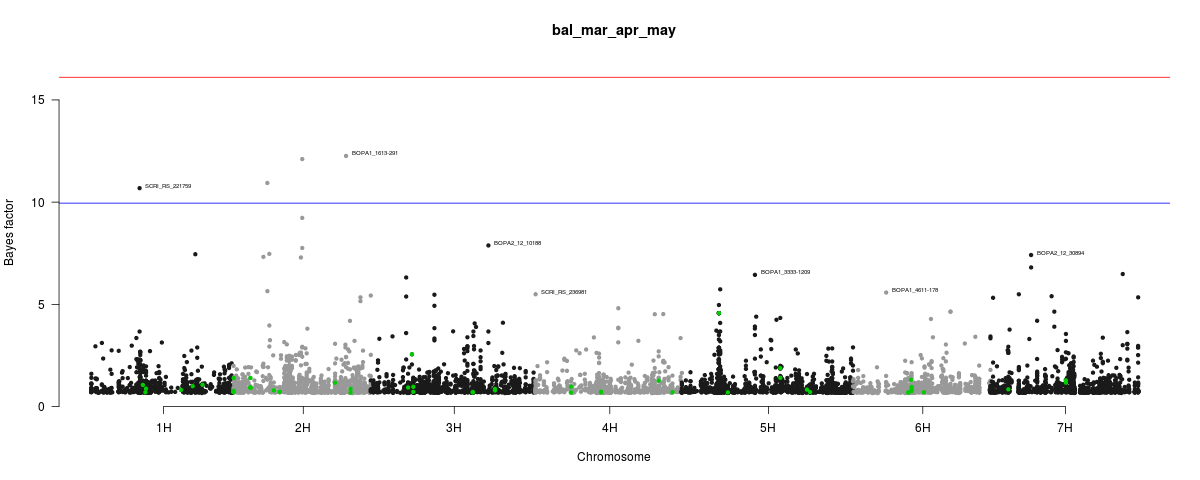 bal_mar_apr_may
15
BOPA1_1613-291
SCRI_RS_221759
10
BOPA2_12_10188
BOPA2_12_30894
BOPA1_3333-1209
SCRI_RS_236981
BOPA1_4611-178
5
0
Bayes factor
1H 2H 3H 4H 5H 6H 7H
Chromosome